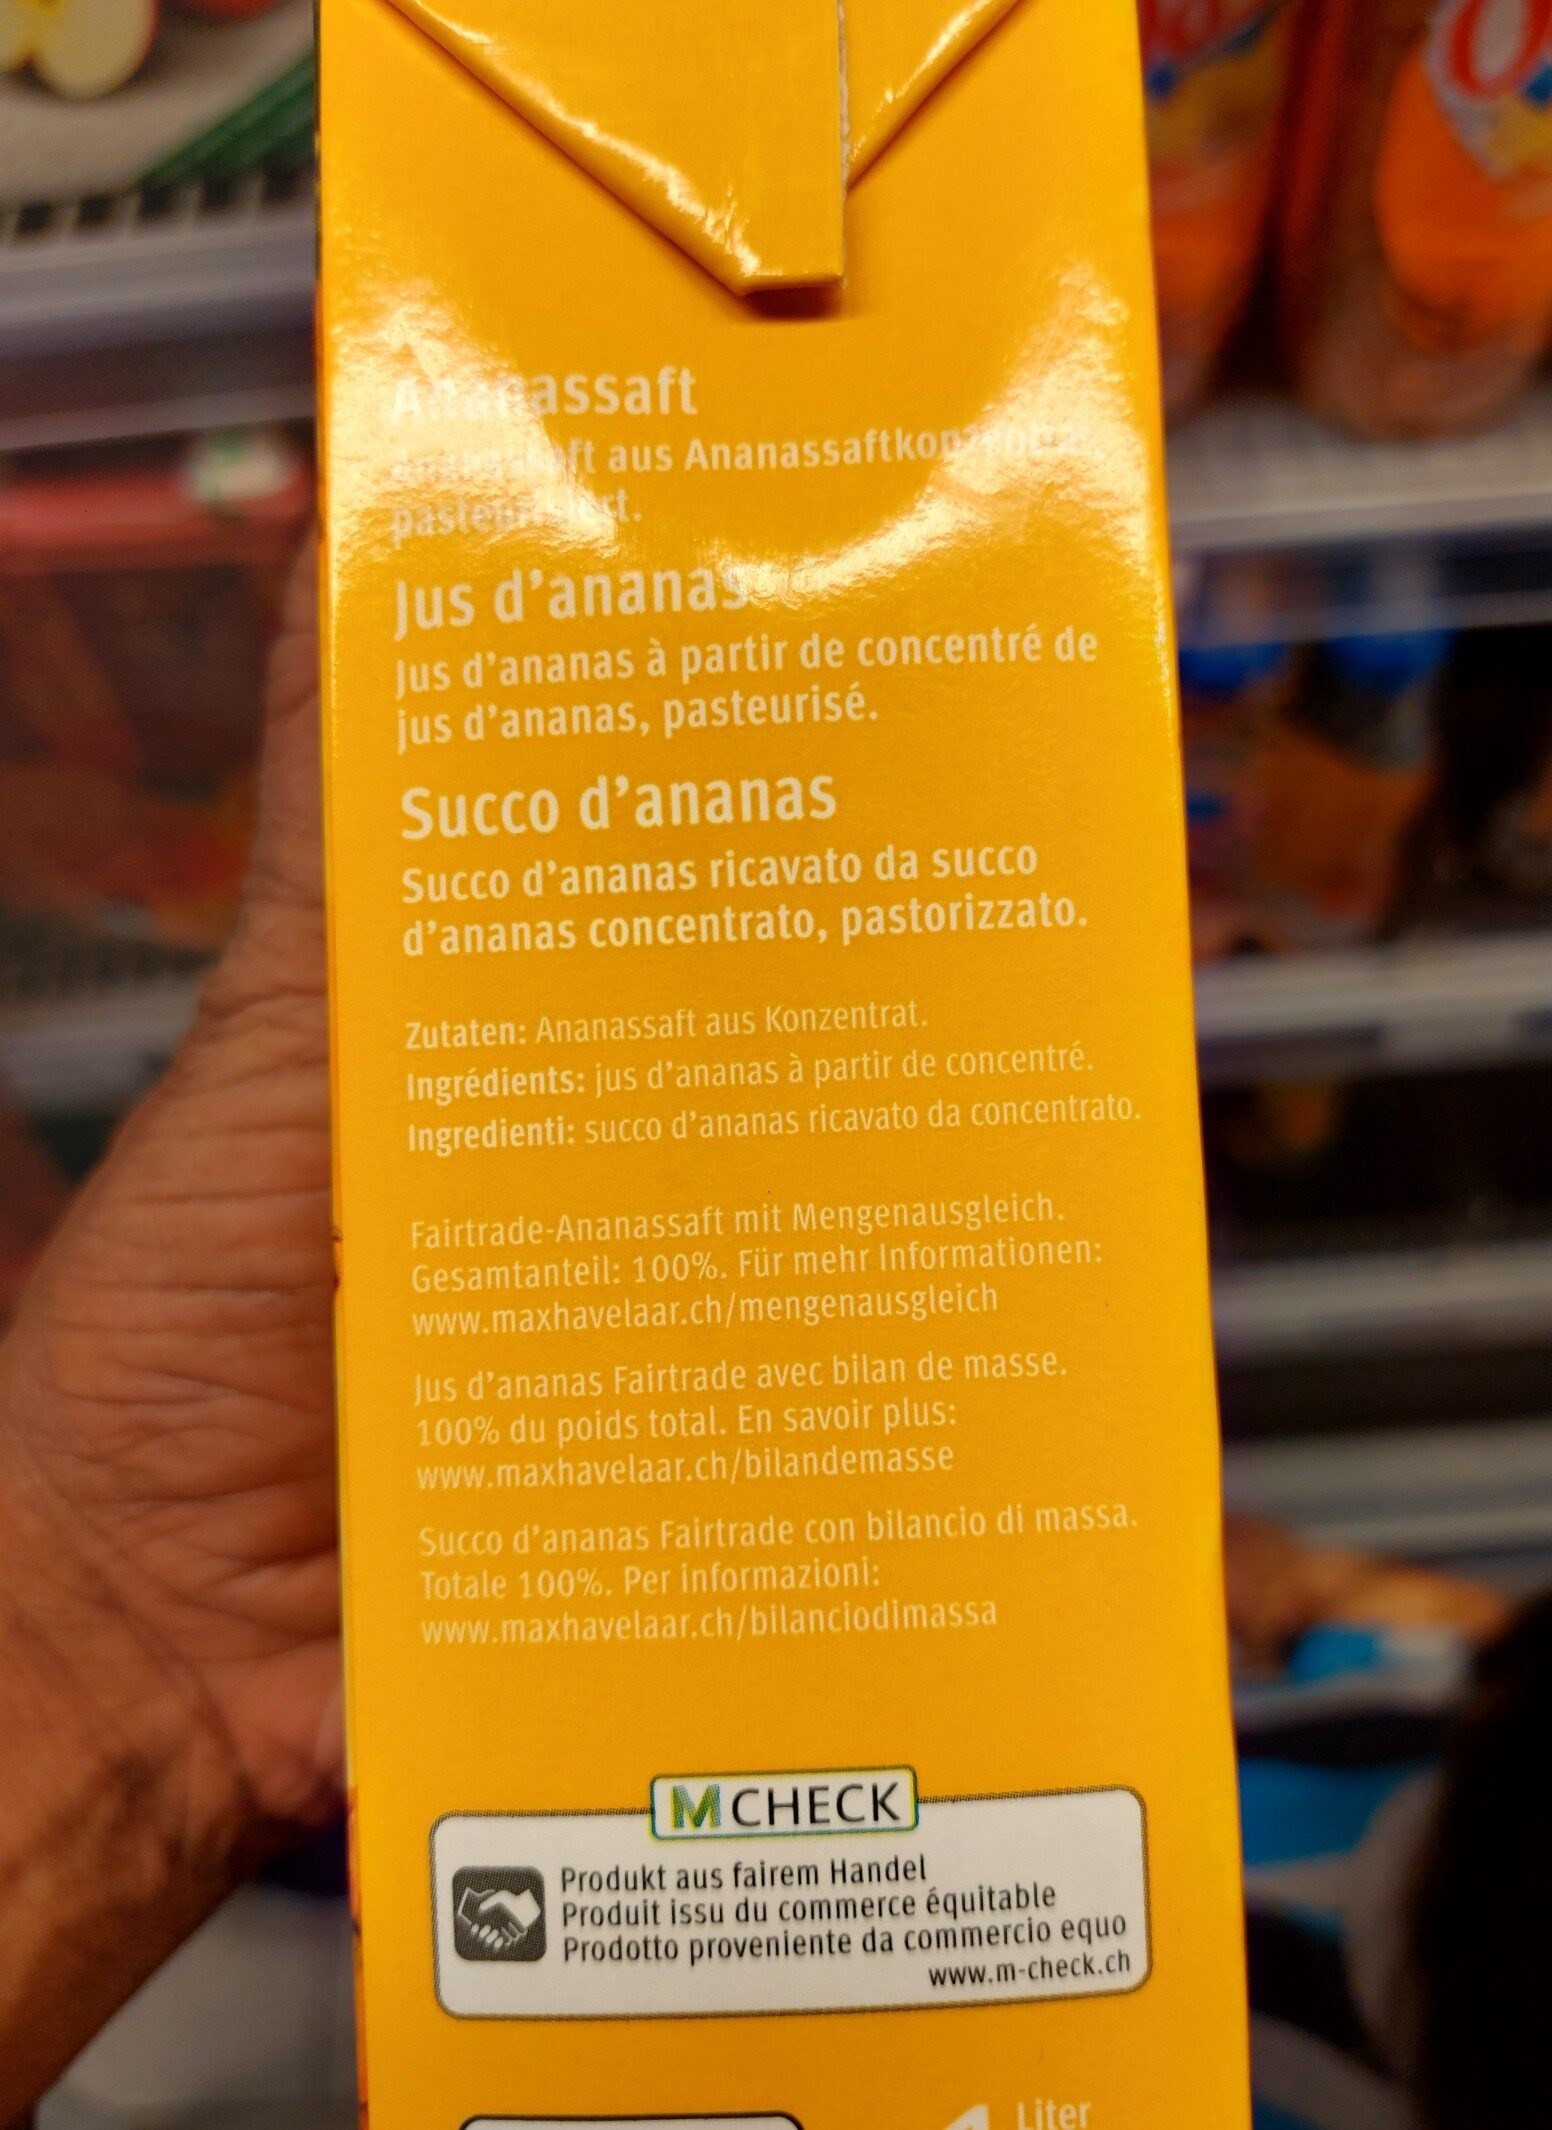 Ananassaft
aus Ananassaftkonzentrat,
pasteurisiert.
Jus d’ananas
Jus d’ananas à partir de concentré de
jus d’ananas, pasteurisé.
Succo d’ananas
Succo d’ananas ricavato da succo
d’ananas concentrato, pastorizzato.
Zutaten: Ananassaft aus Konzentrat.
Ingrédients: jus d’ananas à partir de concentré.
Ingredienti: succo d’ananas ricavato da concentrato.
Fairtrade-Ananassaft mit Mengenausgleich.
Gesamtanteil: 100%. Für mehr Informationen:
www.maxhavelaar.ch/mengenausgleich
Jus d’ananas Fairtrade avec bilan de masse.
100% du poids total. En savoir plus:
www.maxhavelaar.ch/bilandemasse
Succo d’ananas Fairtrade con bilancio di massa.
Totale 100%. Per informazioni:
www.maxhavelaar.ch/bilanciodimassa
M CHECK
Produkt aus fairem Handel
Produit issu du commerce équitable
Prodotto proveniente da commercio equo
www.m-check.ch
1 Liter